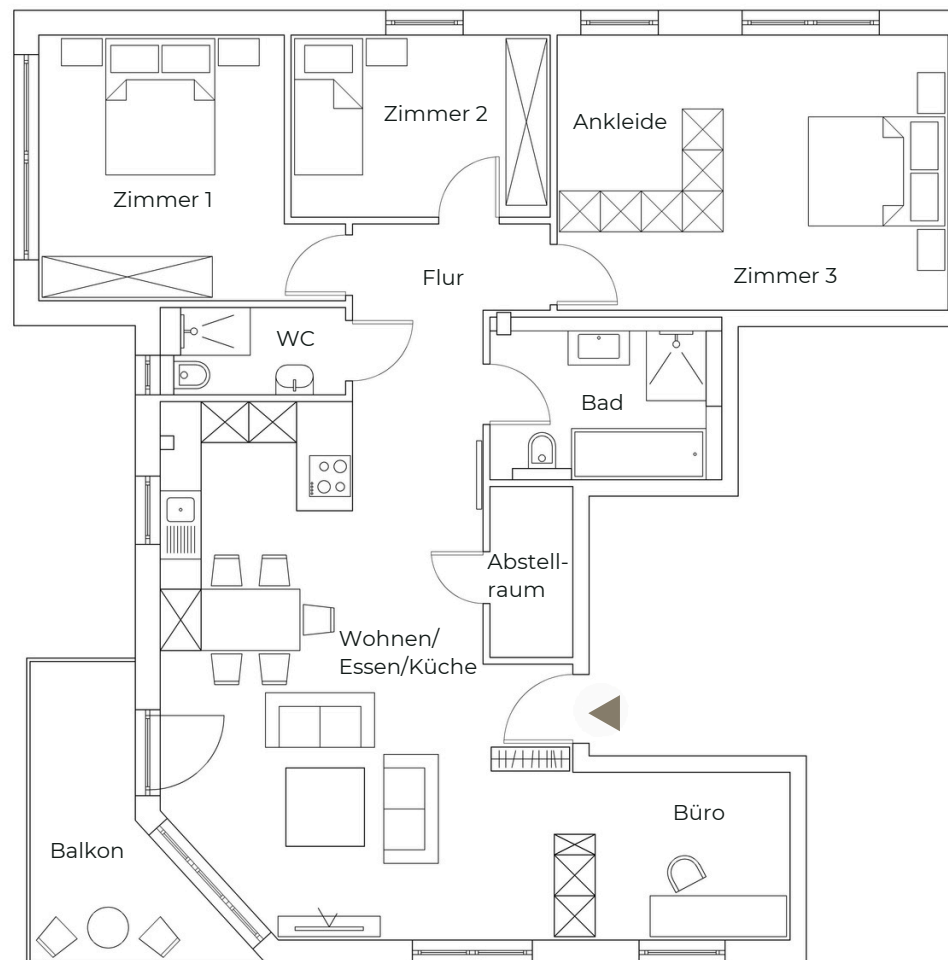 Zimmer 2
Ankleide
Zimmer 1
Flur
Zimmer 3
WC
Bad
Abstell-
raum
Wohnen/
Essen/Küche
Büro
Balkon